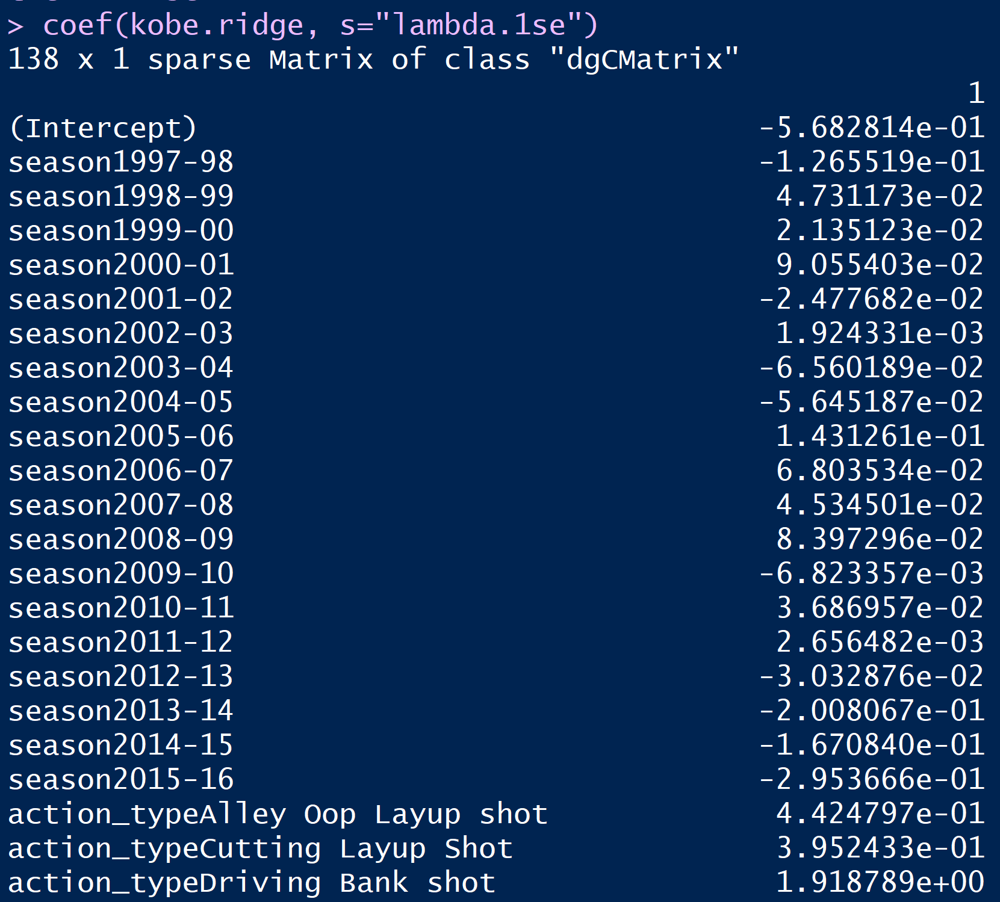 > coef(kobe.ridge, s="lambda.1se")
138 x 1 sparse Matrix of class "dgCMatrix"
1
(Intercept) -5.682814e-01
season1997-98 -1.265519e-01
season1998-99 4.731173e-02
season1999-00 2.135123e-02
season2000-01 9.055403e-02
season2001-02 -2.477682e-02
season2002-03 1.924331e-03
season2003-04 -6.560189e-02
season2004-05 -5.645187e-02
season2005-06 1.431261e-01
season2006-07 6.803534e-02
season2007-08 4.534501e-02
season2008-09 8.397296e-02
season2009-10 -6.823357e-03
season2010-11 3.686957e-02
season2011-12 2.656482e-03
season2012-13 -3.032876e-02
season2013-14 -2.008067e-01
season2014-15 -1.670840e-01
season2015-16 -2.953666e-01
action_typeAlley Oop Layup shot 4.424797e-01
action_typeCutting Layup Shot 3.952433e-01
action_typeDriving Bank shot 1.918789e+00